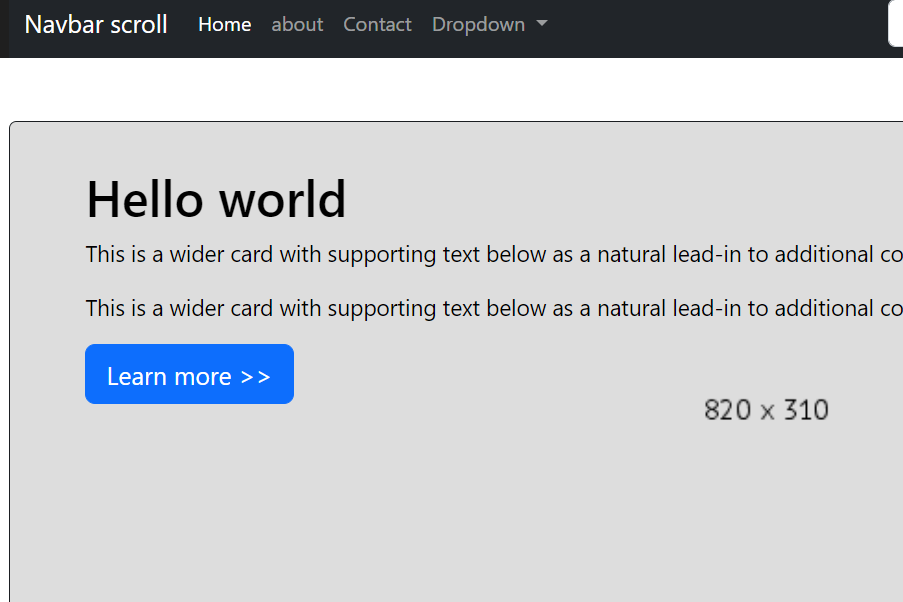 Navbar scroll Home about Contact Dropdown
Hello world
This is a wider card with supporting text below as a natural lead-in to additional co
This is a wider card with supporting text below as a natural lead-in to additional co
Learn more >>
820 x 310